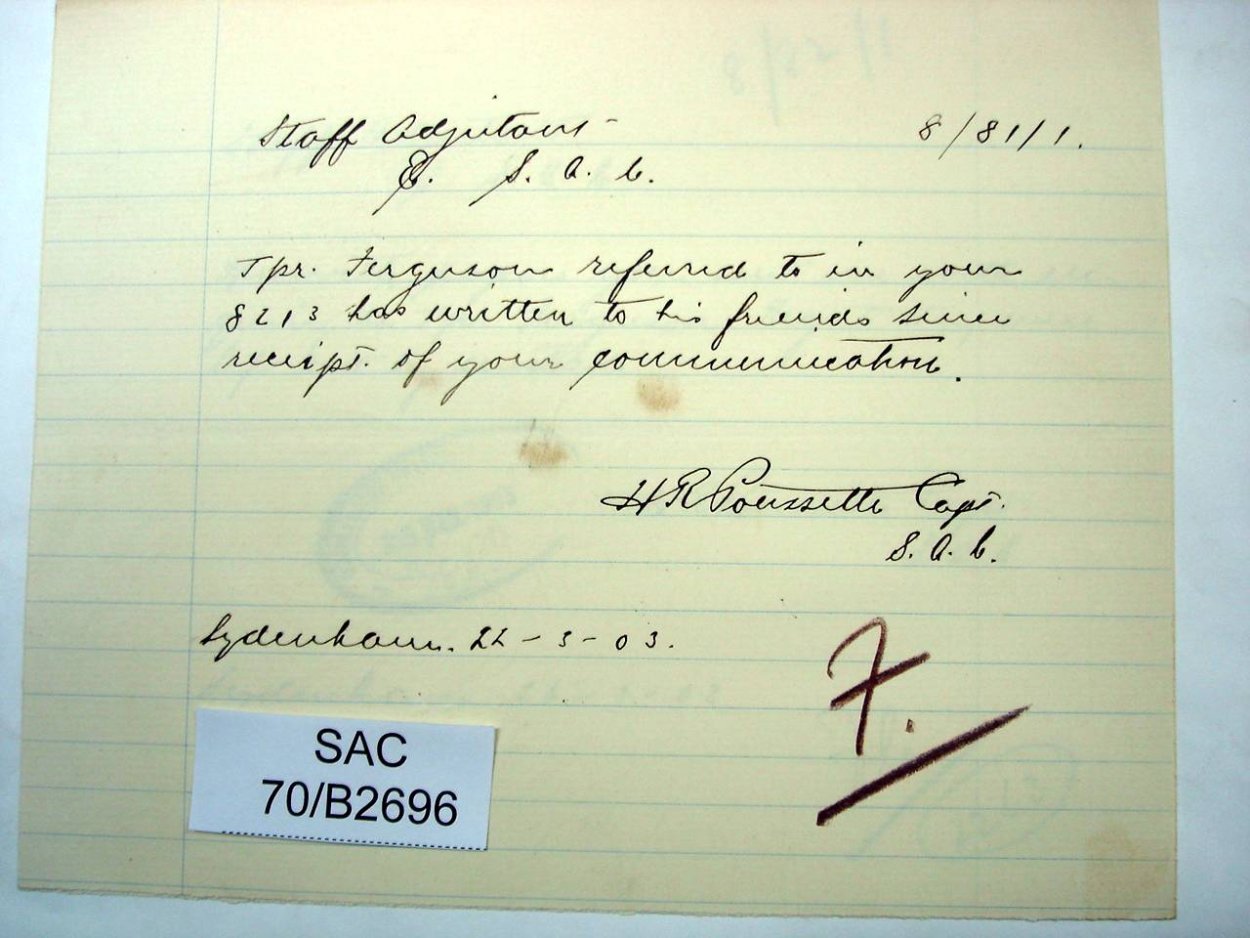 Staff Adjutant 8/81/1.
E. S. A. C.
Tpr. Ferguson referred to in your
8213 has written to his friends since
receipt. of your communication.
H R Poussette Capt.
S. A. C.
Lydenham. 22 - 3 - 03.
7.
SAC
70/B2696